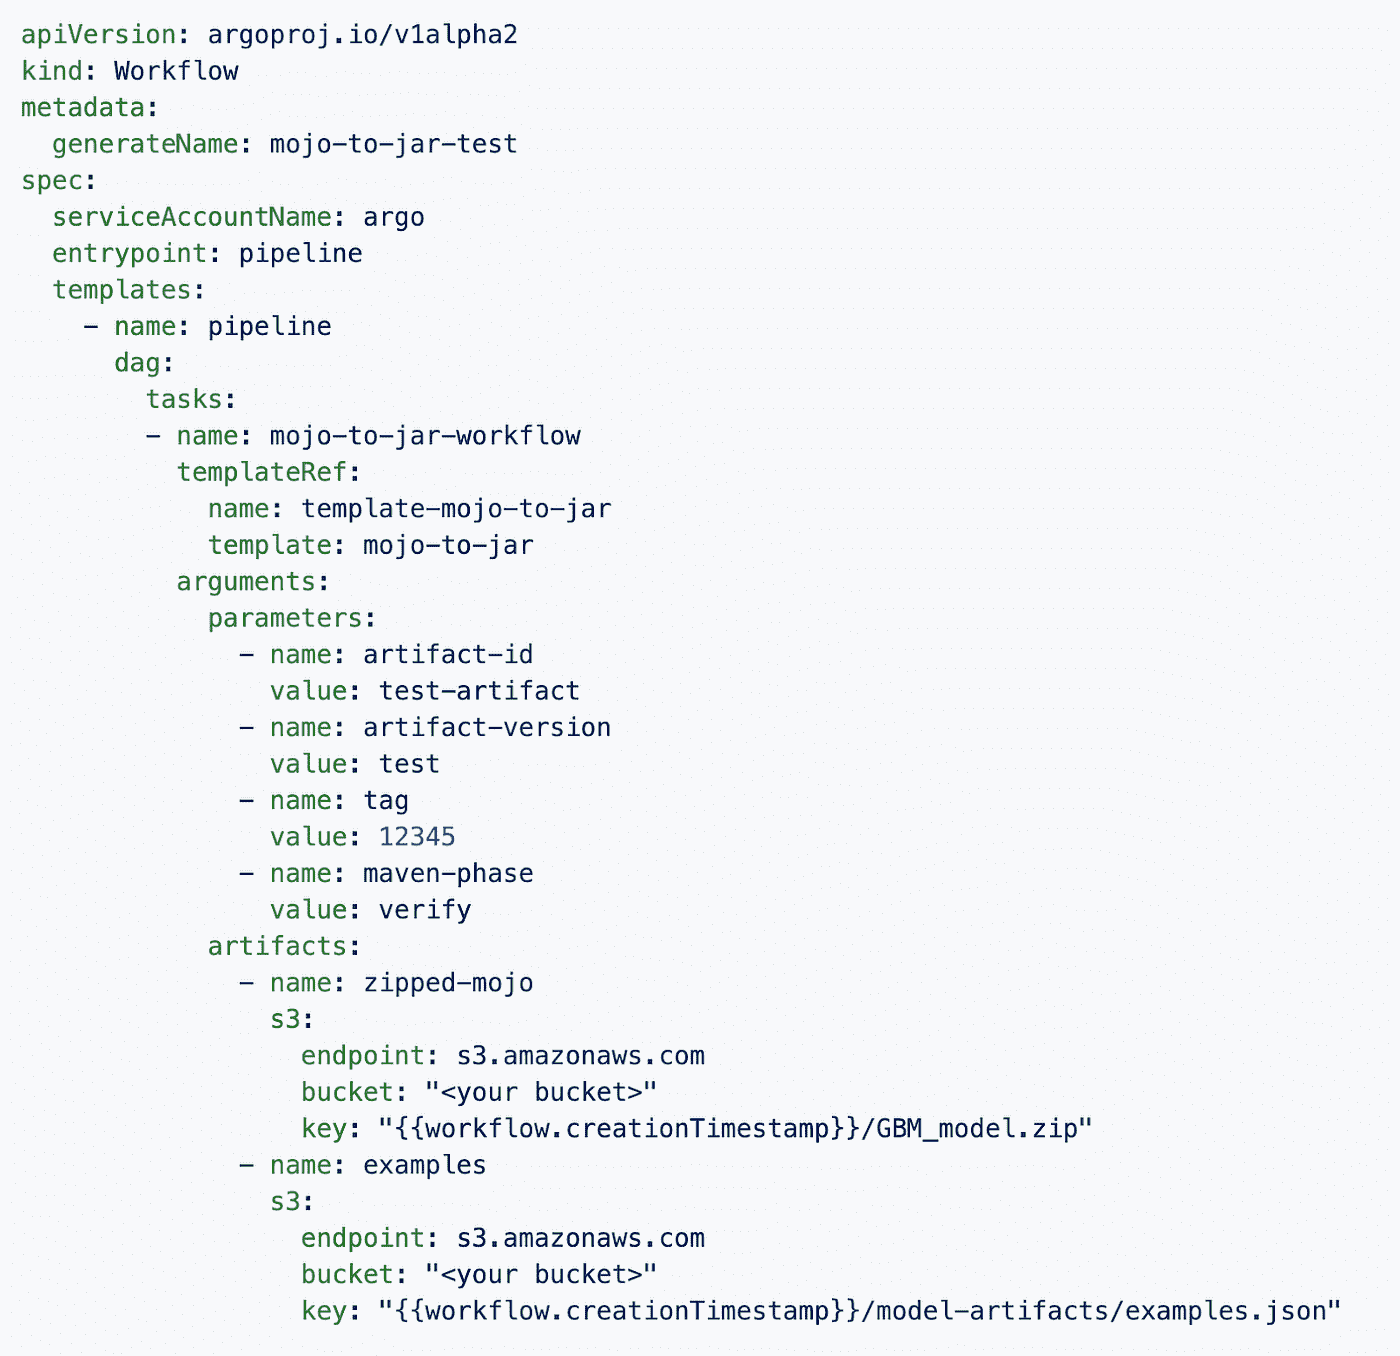 apiVersion: argoproj.io/v1alpha2
kind: Workflow
metadata:
  generateName: mojo-to-jar-test
spec:
  serviceAccountName: argo
  entrypoint: pipeline
  templates:
    - name: pipeline
      dag:
        tasks:
        - name: mojo-to-jar-workflow
          templateRef:
            name: template-mojo-to-jar
            template: mojo-to-jar
          arguments:
            parameters:
              - name: artifact-id
                value: test-artifact
              - name: artifact-version
                value: test
              - name: tag
                value: 12345
              - name: maven-phase
                value: verify
            artifacts:
              - name: zipped-mojo
                s3:
                  endpoint: s3.amazonaws.com
                  bucket: "<your bucket>"
                  key: "{{workflow.creationTimestamp}}/GBM_model.zip"
              - name: examples
                s3:
                  endpoint: s3.amazonaws.com
                  bucket: "<your bucket>"
                  key: "{{workflow.creationTimestamp}}/model-artifacts/examples.json"